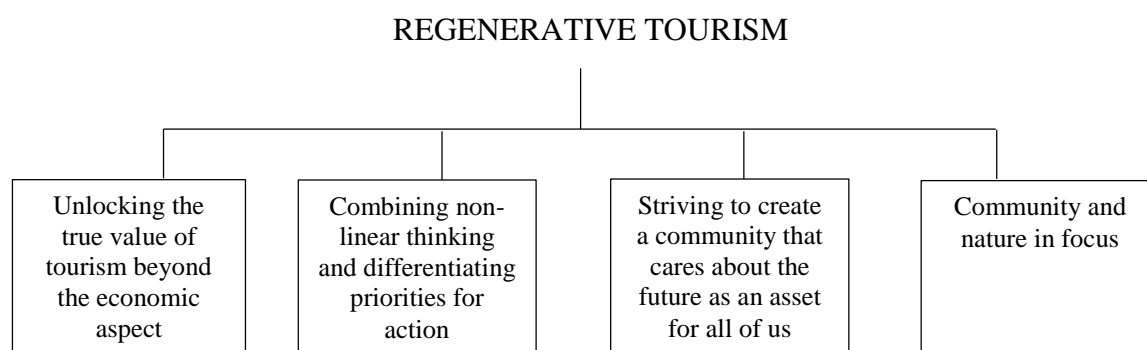 REGENERATIVE TOURISM
Unlocking the
true value of
tourism beyond
the economic
aspect
Combining non-
linear thinking
and differentiating
priorities for
action
Striving to create
a community that
cares about the
future as an asset
for all of us
Community and
nature in focus